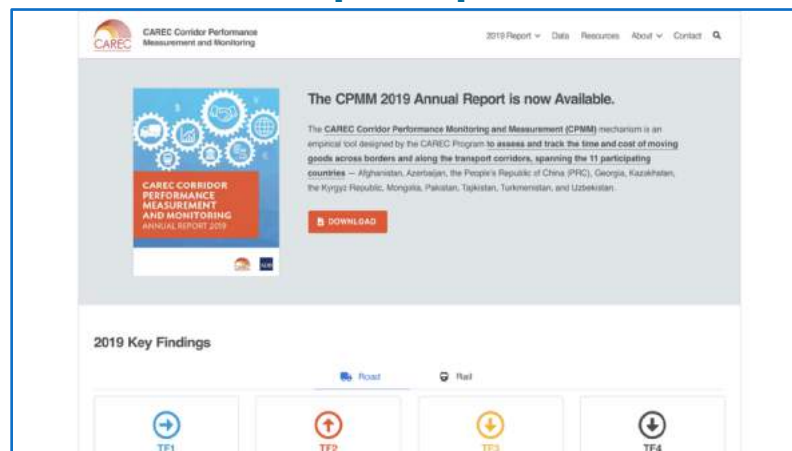 CAREC
CAREC Corridor Performance
Measurement and Monitoring
2019 Report
Data
Resources
About
Contact
The CPMM 2019 Annual Report is now Available.
The CAREC Corridor Performance Monitoring and Measurement (CPMM) mechanism is an
empirical tool designed by the CAREC Program to assess and track the time and cost of moving
goods across borders and along the transport corridors, spanning the 11 participating
countries — Afghanistan, Azerbaijan, the People's Republic of China (PRC), Georgia, Kazakhstan,
the Kyrgyz Republic, Mongolia, Pakistan, Tajikistan, Turkmenistan, and Uzbekistan.
DOWNLOAD
CAREC CORRIDOR
PERFORMANCE
MEASUREMENT
AND MONITORING
ANNUAL REPORT 2019
ADB
2019 Key Findings
Road
Rail
TF1
TF2
TF3
TF4